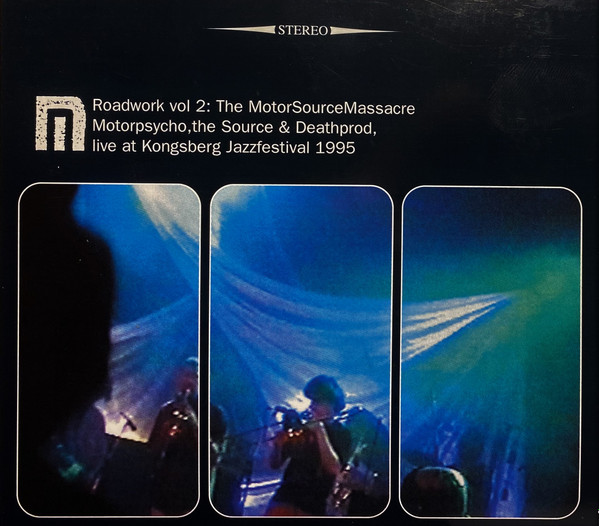 STEREO
Roadwork vol 2: The MotorSourceMassacre
Motorpsycho,the Source & Deathprod,
live at Kongsberg Jazzfestival 1995